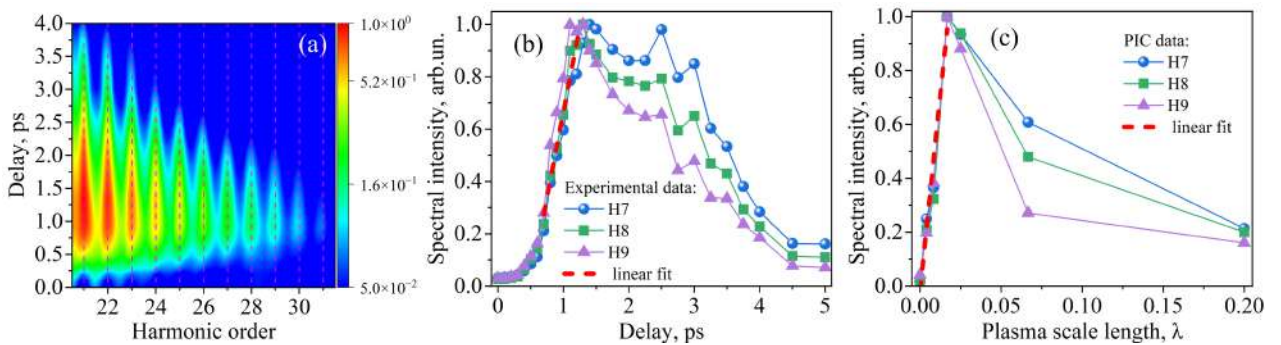 (a)
Delay, ps
4.0
3.5
3.0
2.5
2.0
1.5
1.0
0.5
0.0
22 24 26 28 30
Harmonic order
1.0×10⁰
5.2×10⁻¹
1.6×10⁻¹
5.0×10⁻²
(b)
Spectral intensity, arb.un.
1.0
0.8
0.6
0.4
0.2
0.0
Experimental data:
H7
H8
H9
linear fit
0 1 2 3 4 5
Delay, ps
(c)
Spectral intensity, arb.un.
1.0
0.8
0.6
0.4
0.2
0.0
PIC data:
H7
H8
H9
linear fit
0.00 0.05 0.10 0.15 0.20
Plasma scale length, λ